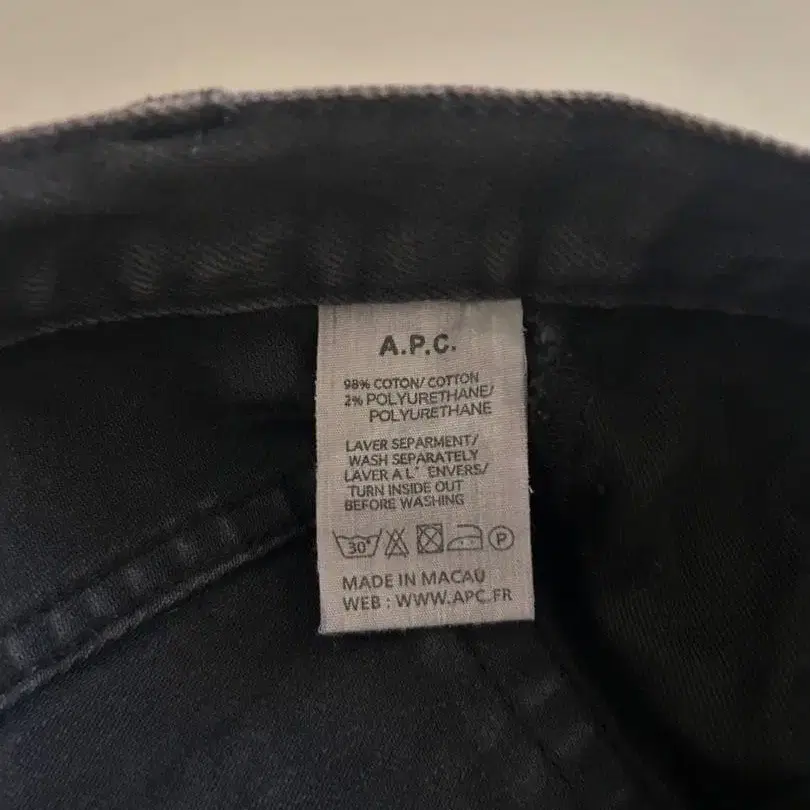 A.P.C.
98% COTON/ COTTON
2% POLYURETHANE/
POLYURETHANE
LAVER SEPARMENT/
WASH SEPARATELY
LAVER A L' ENVERS/
TURN INSIDE OUT
BEFORE WASHING
30° P
MADE IN MACAU
WEB : WWW.APC.FR